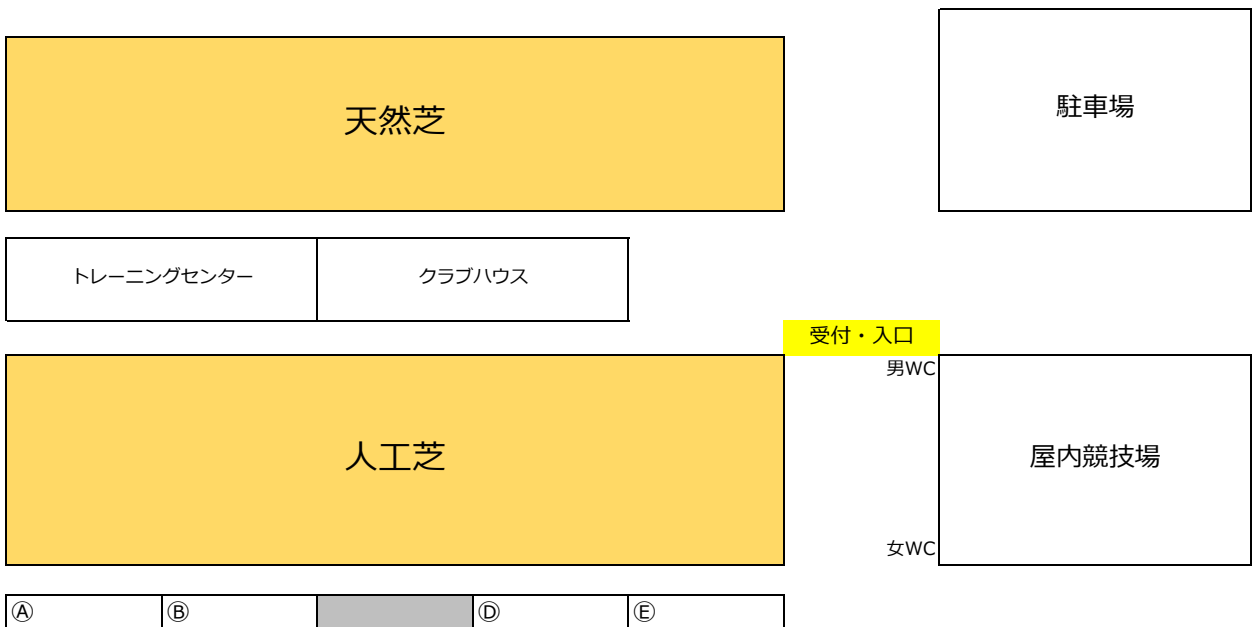 天然芝
駐車場
トレーニングセンター
クラブハウス
受付・入口
男WC
人工芝
屋内競技場
女WC
Ⓐ
Ⓑ
Ⓓ
Ⓔ